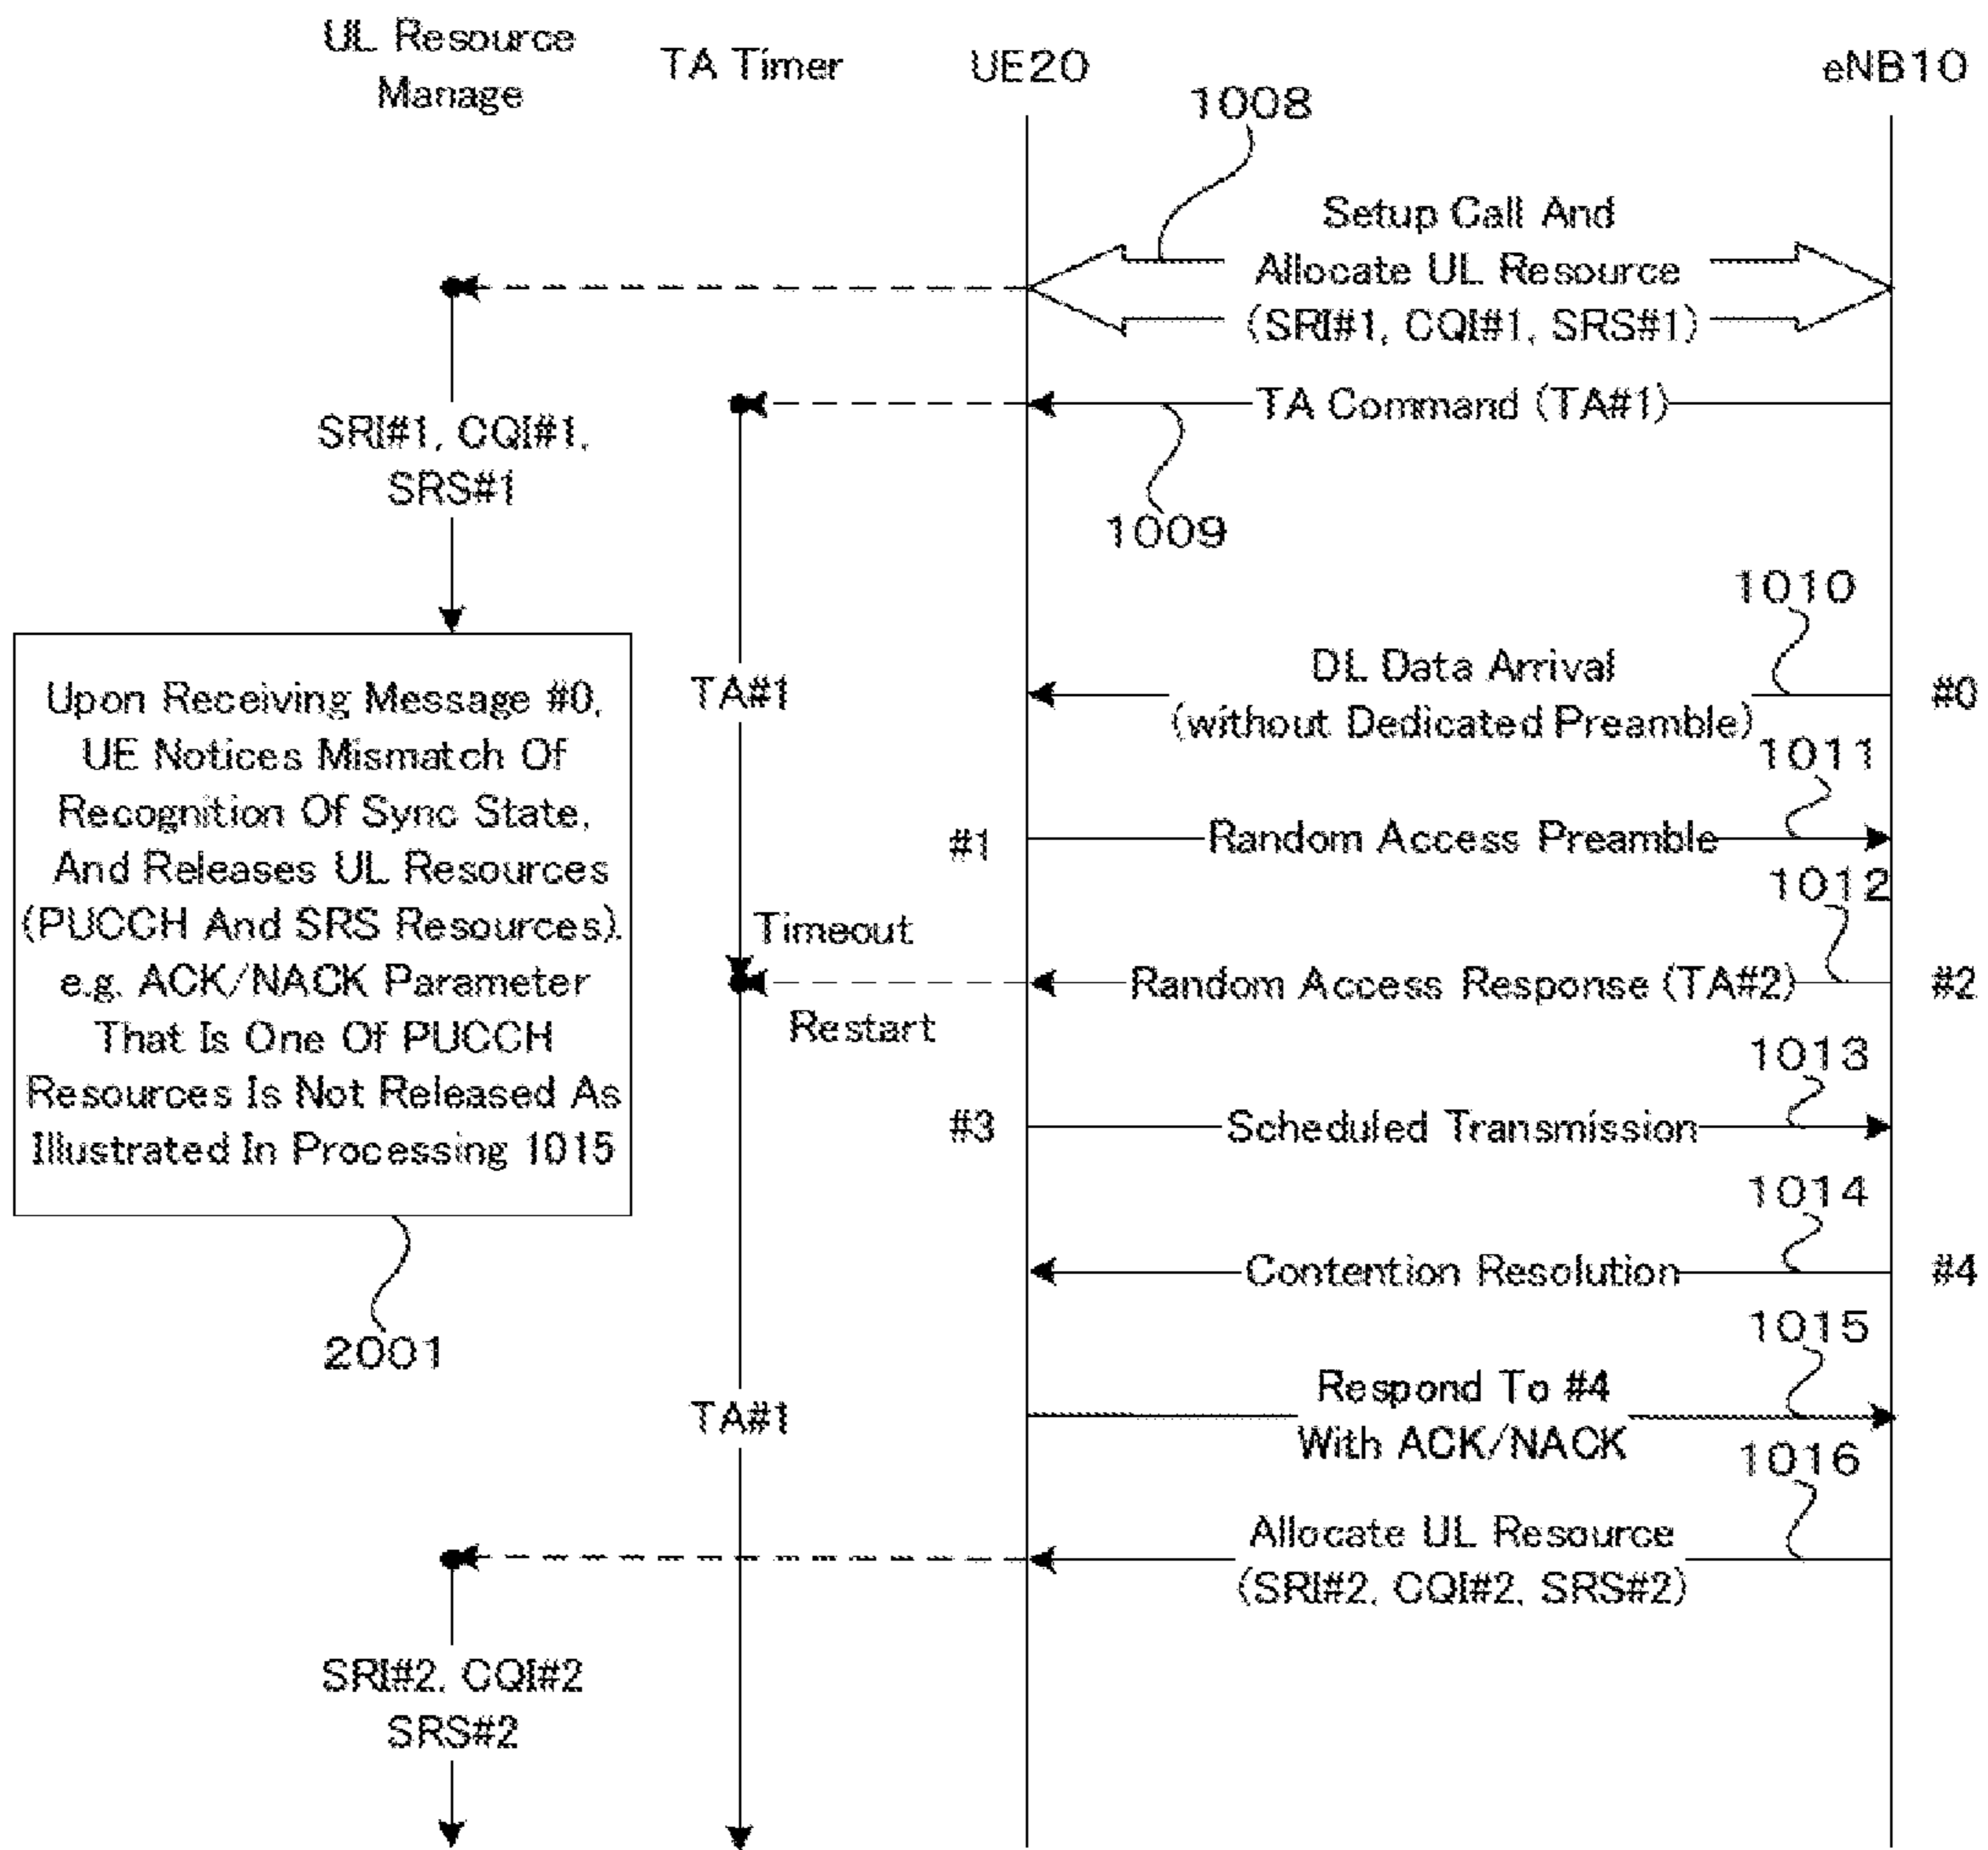 UL Resource
Manage
TA Timer
UE20
eNB10
1008
Setup Call And
Allocate UL Resource
(SRI#1, CQI#1, SRS#1)
TA Command (TA#1)
SRI#1, CQI#1,
SRS#1
1009
1010
DL Data Arrival
(without Dedicated Preamble)
#0
TA#1
Upon Receiving Message #0,
UE Notices Mismatch Of
Recognition Of Sync State,
And Releases UL Resources
(PUCCH And SRS Resources).
e.g. ACK/NACK Parameter
That Is One Of PUCCH
Resources Is Not Released As
Illustrated In Processing 1015
2001
1011
#1
Random Access Preamble
1012
Timeout
Random Access Response (TA#2)
#2
Restart
1013
#3
Scheduled Transmission
1014
Contention Resolution
#4
1015
Respond To #4
With ACK/NACK
TA#1
1016
Allocate UL Resource
(SRI#2, CQI#2, SRS#2)
SRI#2, CQI#2
SRS#2